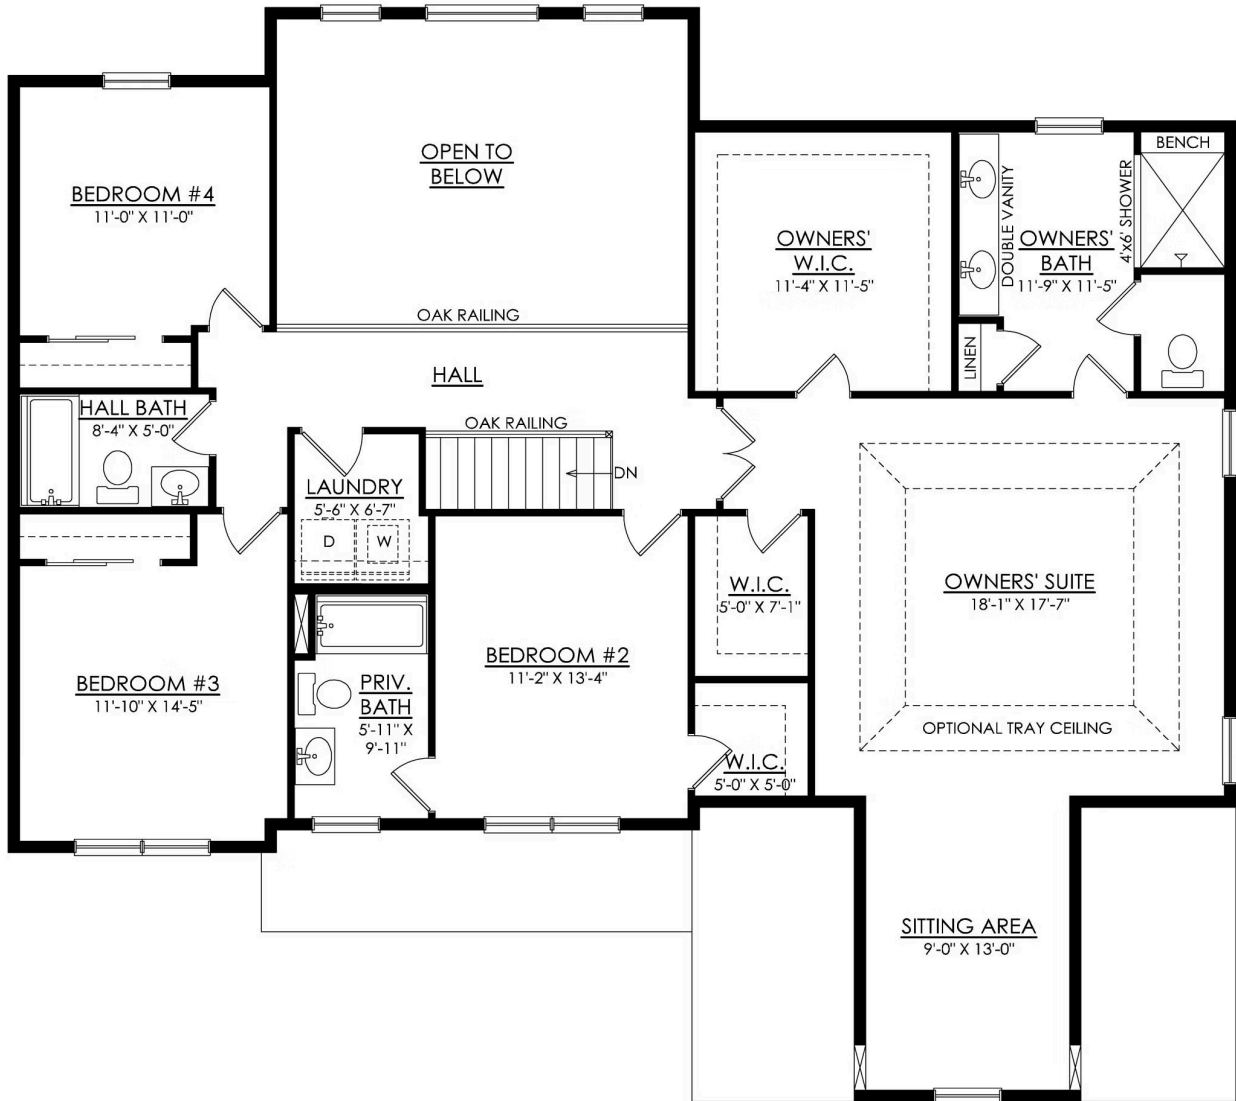 OPEN TO
BELOW
BENCH
BEDROOM #4
11'-0" X 11'-0"
OWNERS'
W.I.C.
11'-4" X 11'-5"
DOUBLE VANITY
OWNERS'
BATH
11'-9" X 11'-5"
4'x6' SHOWER
OAK RAILING
LINEN
HALL
HALL BATH
8'-4" X 5'-0"
OAK RAILING
DN
LAUNDRY
5'-6" X 6'-7"
D
W
W.I.C.
5'-0" X 7'-1"
OWNERS' SUITE
18'-1" X 17'-7"
BEDROOM #3
11'-10" X 14'-5"
PRIV.
BATH
5'-11" X
9'-11"
BEDROOM #2
11'-2" X 13'-4"
OPTIONAL TRAY CEILING
W.I.C.
5'-0" X 5'-0"
SITTING AREA
9'-0" X 13'-0"